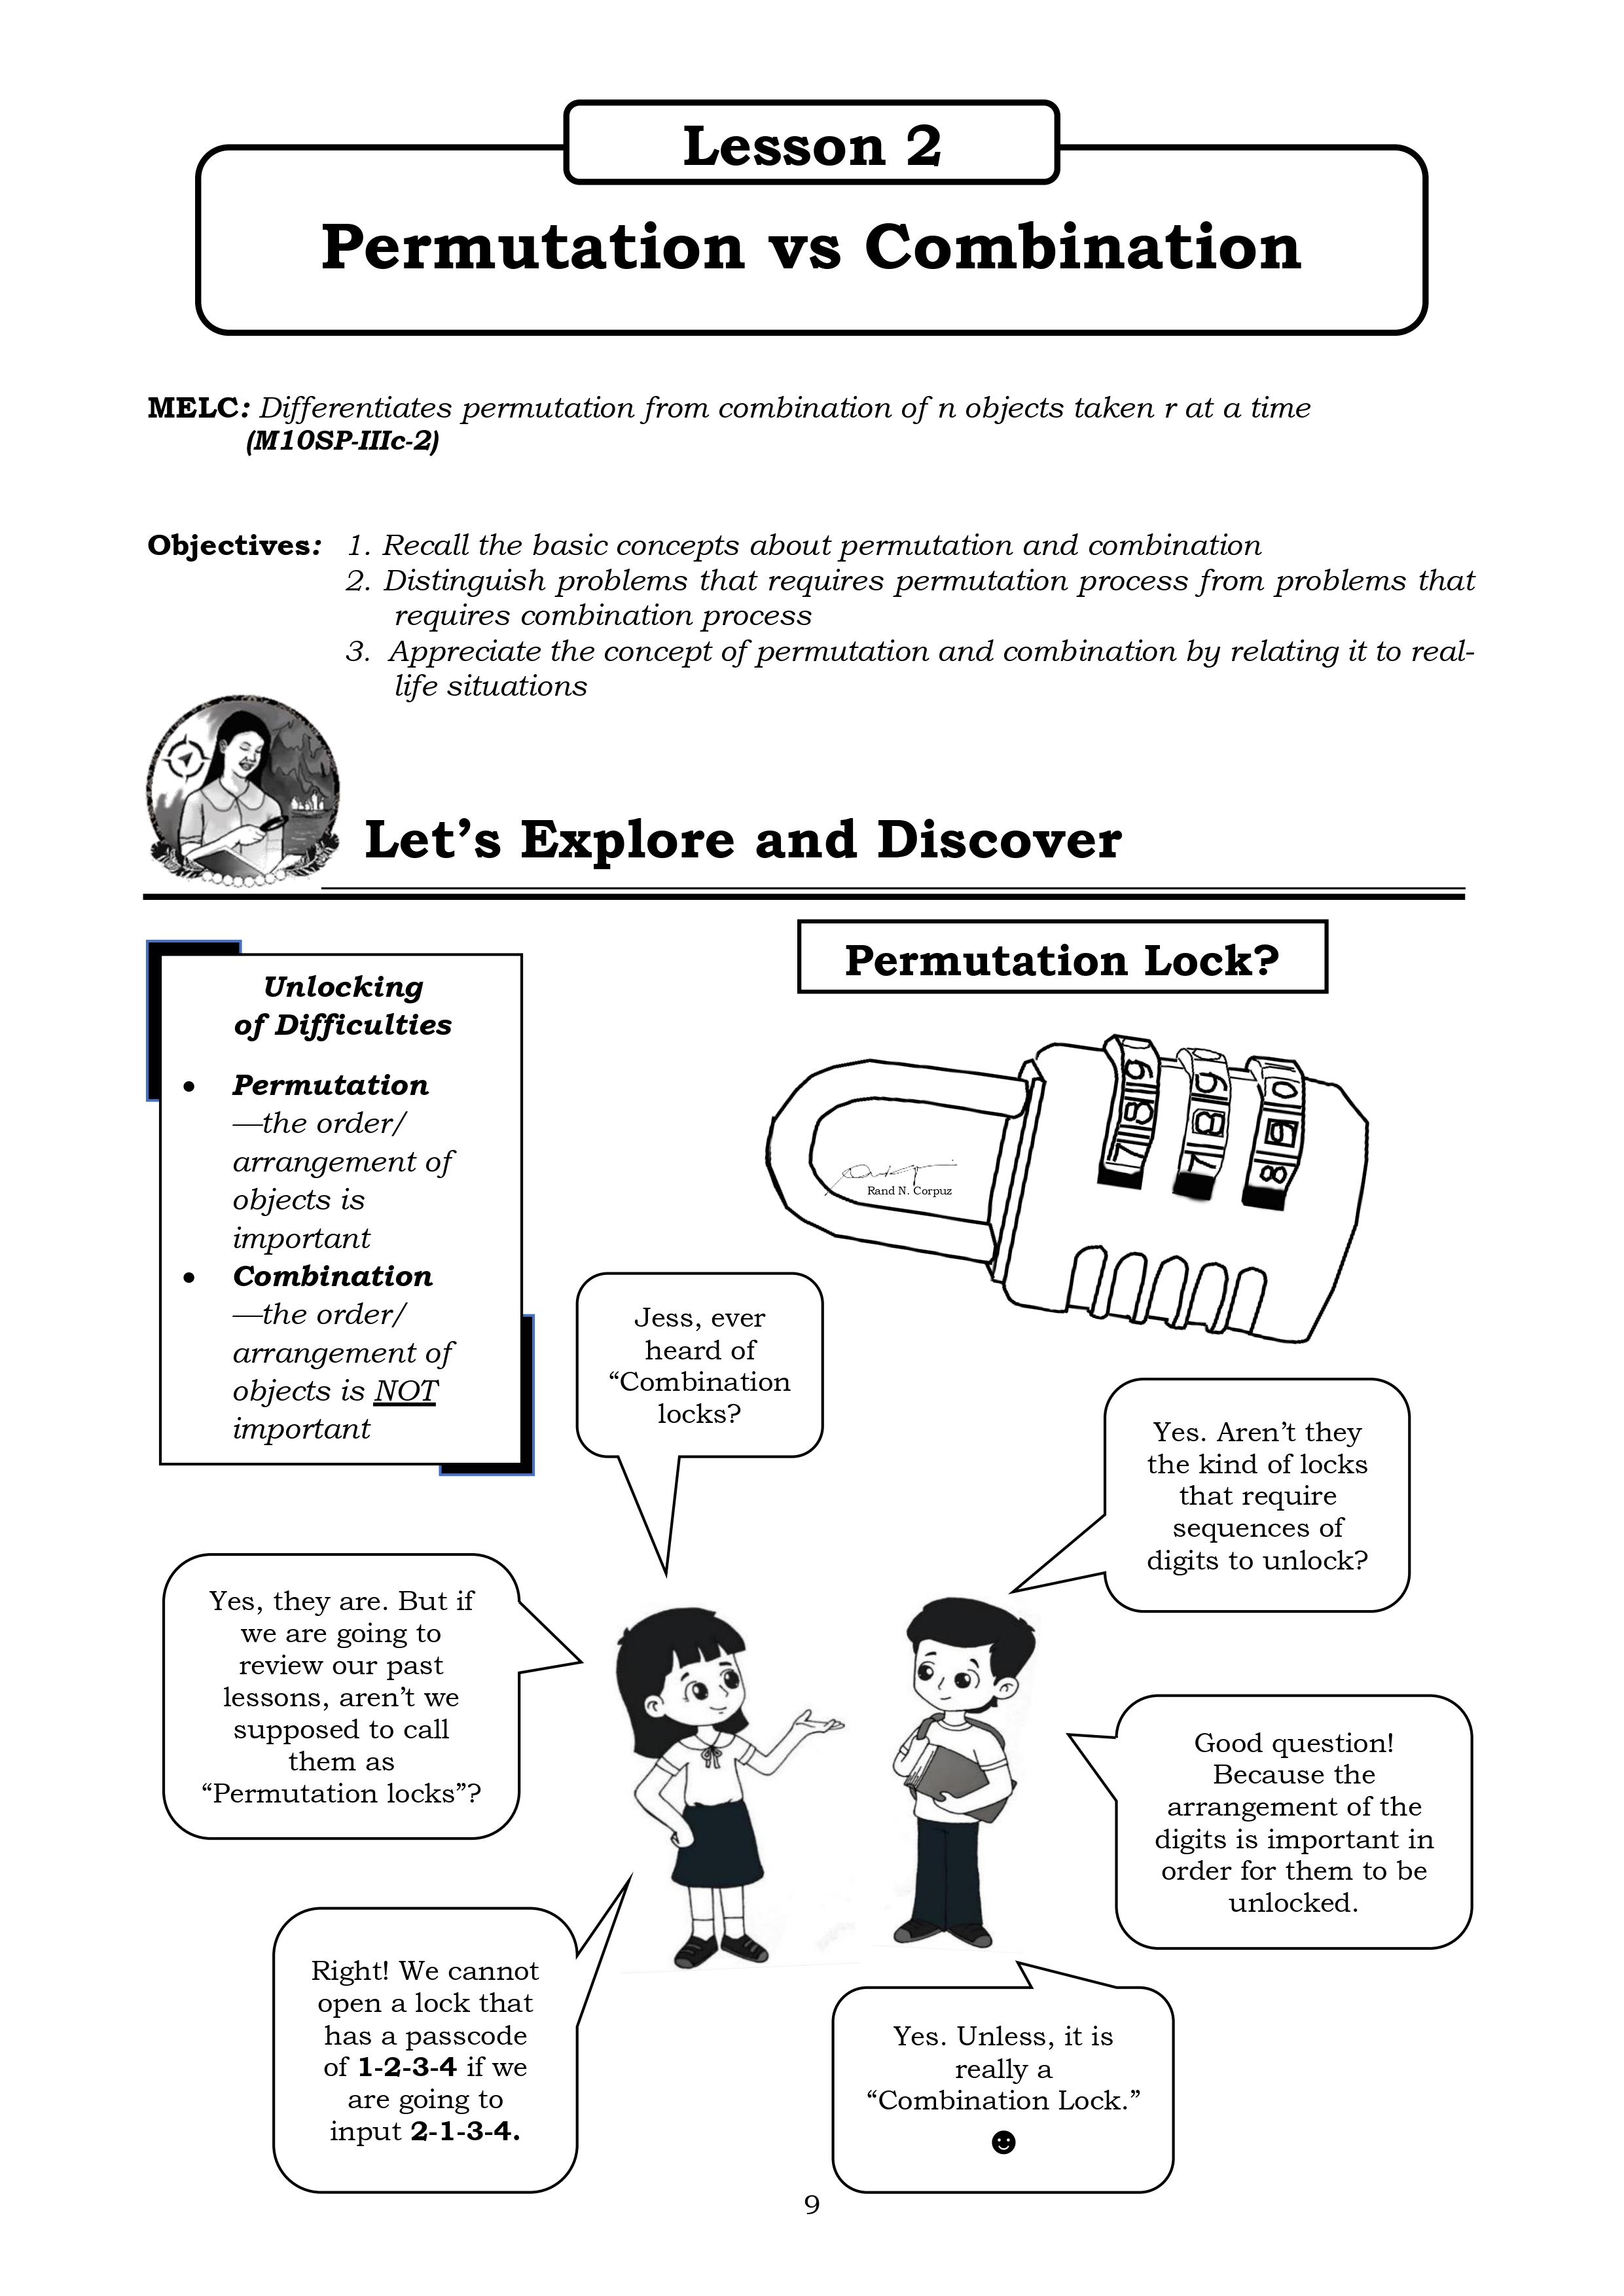 Lesson 2
Permutation vs Combination
MELC: Differentiates permutation from combination of n objects taken r at a time
(M10SP-IIIc-2)
Objectives: 1. Recall the basic concepts about permutation and combination
2. Distinguish problems that requires permutation process from problems that
requires combination process
3. Appreciate the concept of permutation and combination by relating it to real-
life situations
Let’s Explore and Discover
Unlocking
of Difficulties
• Permutation
—the order/
arrangement of
objects is
important
• Combination
—the order/
arrangement of
objects is NOT
important
Permutation Lock?
7 8 9
7 8 9
8 9 0
Rand N. Corpuz
Jess, ever
heard of
“Combination
locks?
Yes. Aren’t they
the kind of locks
that require
sequences of
digits to unlock?
Yes, they are. But if
we are going to
review our past
lessons, aren’t we
supposed to call
them as
“Permutation locks”?
Good question!
Because the
arrangement of the
digits is important in
order for them to be
unlocked.
Right! We cannot
open a lock that
has a passcode
of 1-2-3-4 if we
are going to
input 2-1-3-4.
Yes. Unless, it is
really a
“Combination Lock.”
☻
9